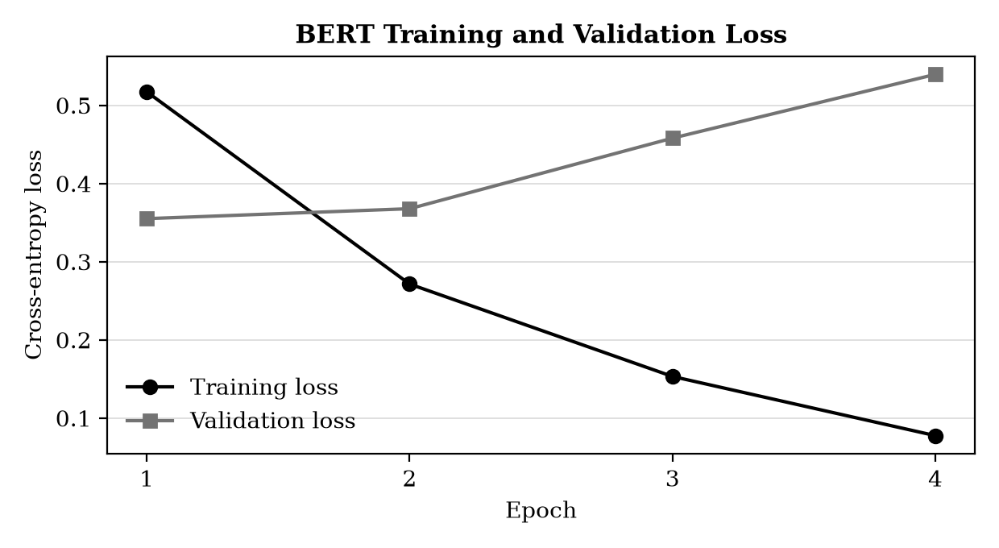 BERT Training and Validation Loss
Cross-entropy loss
0.5
0.4
0.3
0.2
0.1
Training loss
Validation loss
1 2 3 4
Epoch